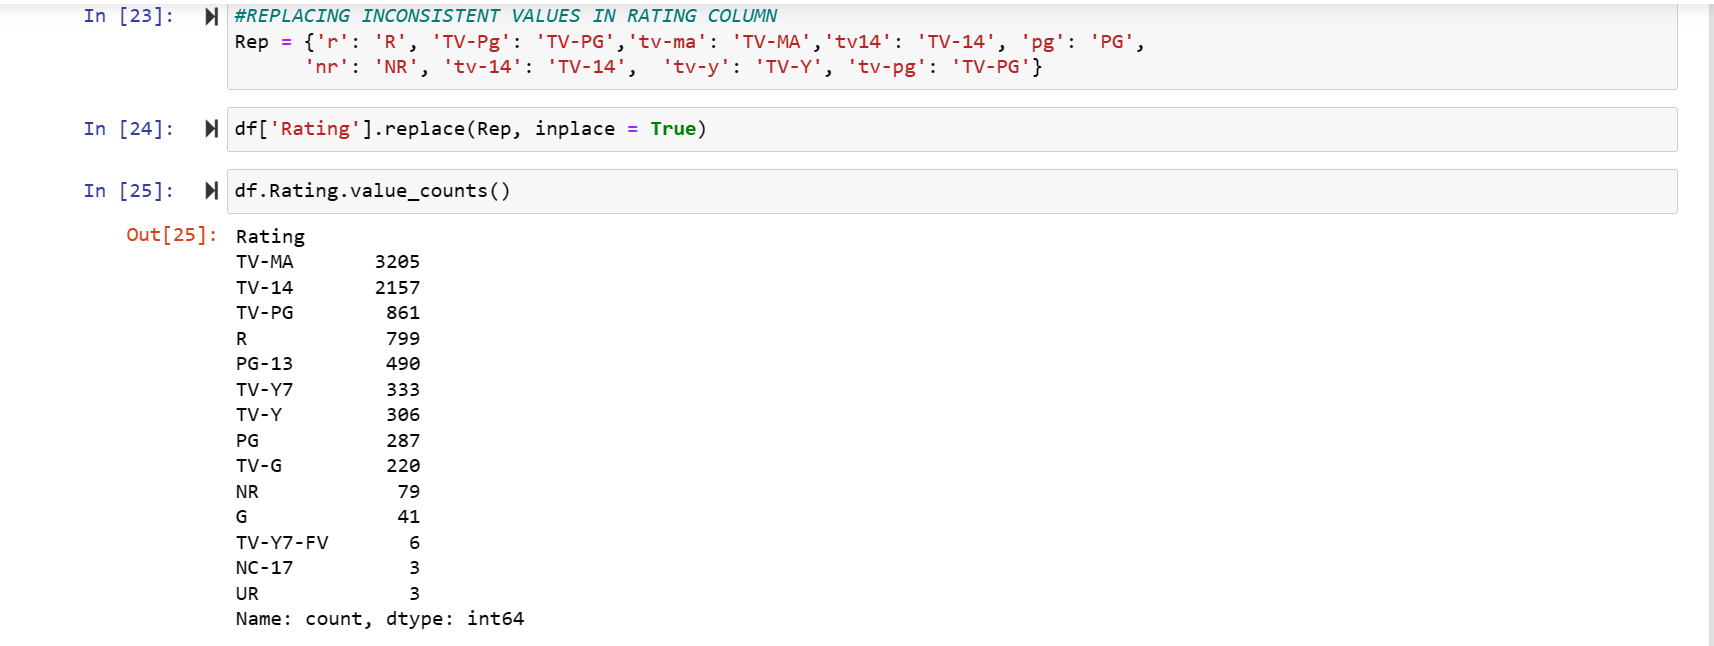 In [23]: #REPLACING INCONSISTENT VALUES IN RATING COLUMN
Rep = {'r': 'R', 'TV-Pg': 'TV-PG','tv-ma': 'TV-MA','tv14': 'TV-14', 'pg': 'PG',
'nr': 'NR', 'tv-14': 'TV-14',  'tv-y': 'TV-Y', 'tv-pg': 'TV-PG'}
In [24]: df['Rating'].replace(Rep, inplace = True)
In [25]: df.Rating.value_counts()
Out[25]: Rating
TV-MA 3205
TV-14 2157
TV-PG 861
R 799
PG-13 490
TV-Y7 333
TV-Y 306
PG 287
TV-G 220
NR 79
G 41
TV-Y7-FV 6
NC-17 3
UR 3
Name: count, dtype: int64